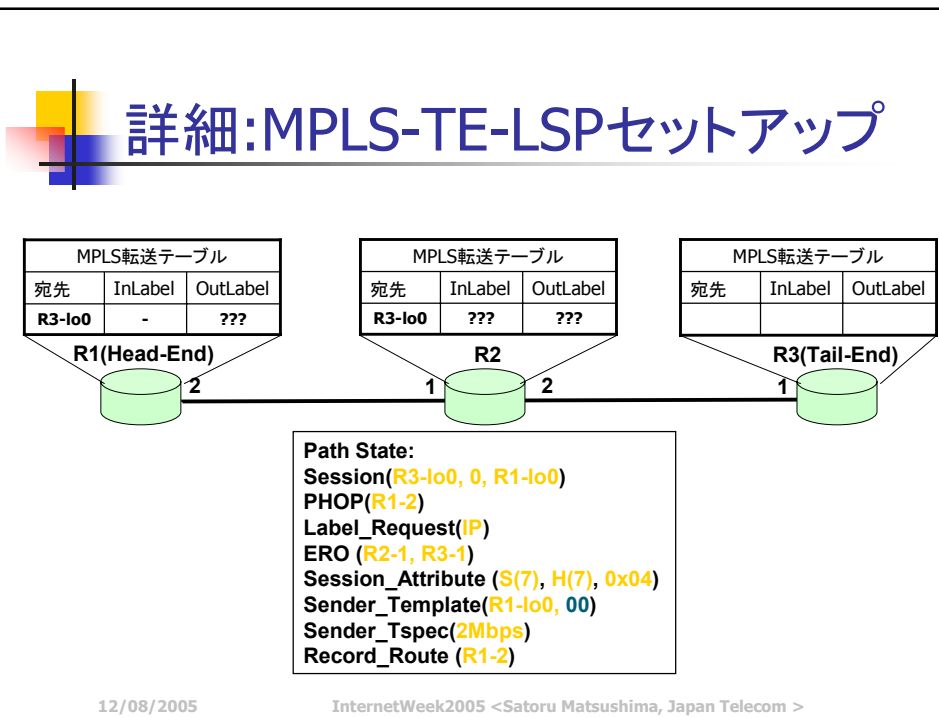 詳細:MPLS-TE-LSPセットアップ
MPLS転送テーブル
宛先 InLabel OutLabel
R3-lo0 - ???
MPLS転送テーブル
宛先 InLabel OutLabel
R3-lo0 ??? ???
MPLS転送テーブル
宛先 InLabel OutLabel
R1(Head-End)
R2
R3(Tail-End)
2
1
2
1
Path State:
Session(R3-lo0, 0, R1-lo0)
PHOP(R1-2)
Label_Request(IP)
ERO (R2-1, R3-1)
Session_Attribute (S(7), H(7), 0x04)
Sender_Template(R1-lo0, 00)
Sender_Tspec(2Mbps)
Record_Route (R1-2)
12/08/2005
InternetWeek2005 <Satoru Matsushima, Japan Telecom >